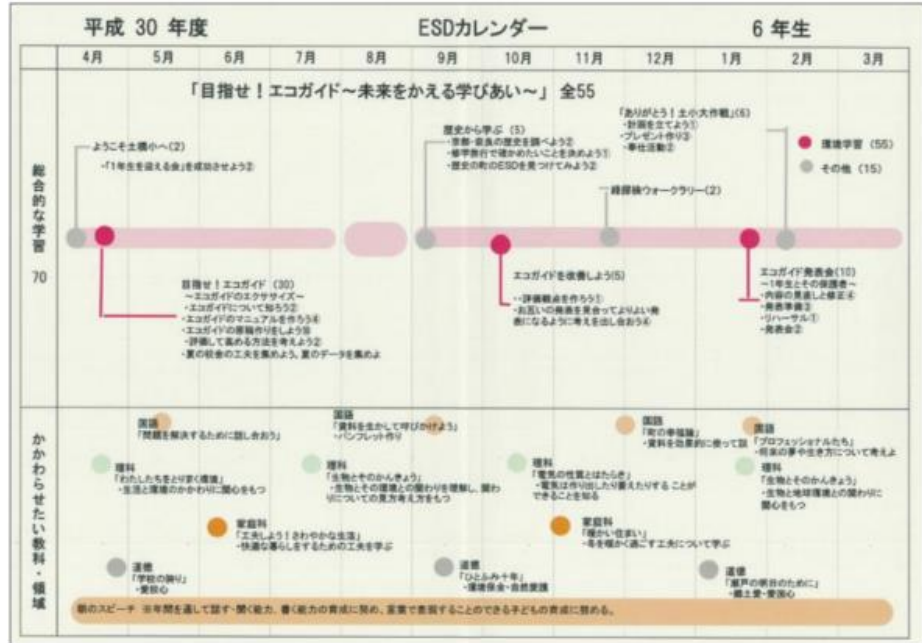 平成 30 年度
ESDカレンダー
6 年生
4月
5月
6月
7月
8月
9月
10月
11月
12月
1月
2月
3月
「目指せ！エコガイド～未来をかえる学びあい～」 全55
総合的な学習
70
ようこそ土橋小へ（2）
・「1年生を迎える会」を成功させよう②
歴史から学ぶ（5）
・京都・奈良の歴史を調べよう②
・修学旅行で確かめたいことを決めよう①
・歴史の町のESDを見つけてみよう②
「ありがとう！土小大作戦」（6）
・計画を立てよう①
・プレゼント作り③
・奉仕活動②
環境学習（55）
その他（15）
緑探検ウォークラリー（2）
目指せ！エコガイド（30）
～エコガイドのエクササイズ～
・エコガイドについて知ろう②
・エコガイドのマニュアルを作ろう④
・エコガイドの原稿作りをしよう
・評価して高める方法を考えよう②
・夏の校舎の工夫を集めよう、夏のデータを集めよ
エコガイドを改善しよう（5）
・・評価観点を作ろう①
・お互いの発表を見合ってよりよい発
表になるように考えを出し合おう④
エコガイド発表会（10）
～1年生とその保護者～
・内容の見直しと修正④
・発表準備③
・リハーサル①
・発表会②
かかわらせたい教科・領域
国語
「問題を解決するために話し合おう」
国語
「資料を生かして呼びかけよう」
・パンフレット作り
国語
「町の幸福論」
・資料を効果的に使って話
国語
「プロフェッショナルたち」
・将来の夢や生き方について考えよ
理科
「わたしたちをとりまく環境」
・生活と環境のかかわりに関心をもつ
理科
「生物とそのかんきょう」
・生物とその環境との関わりを理解し、関わ
りについての見方考え方をもつ
理科
「電気の性質とはたらき」
・電気は作り出したり蓄えたりする ことが
できることを知る
理科
「生物とそのかんきょう」
・生物と地球環境との関わりに
関心をもつ
家庭科
「工夫しよう！さわやかな生活」
・快適な暮らしをするための工夫を学ぶ
家庭科
「暖かい住まい」
・冬を暖かく過ごす工夫について学ぶ
道徳
「学校の誇り」
・愛校心
道徳
「ひとふみ十年」
・環境保全・自然愛護
道徳
「瀬戸の明日のために」
・郷土愛・愛国心
朝のスピーチ ※年間を通して話す・聞く能力、書く能力の育成に努め、言葉で表現することのできる子どもの育成に努める。